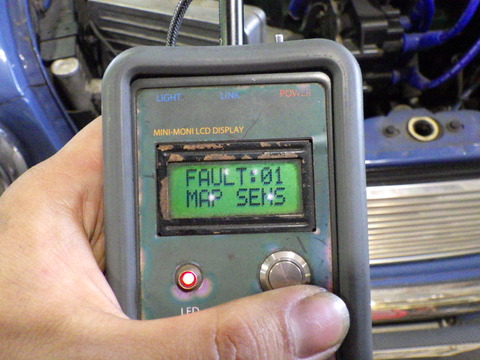 LIGHT LINK POWER
MINI-MONI LCD DISPLAY
FAULT:01
MAP SENS
LED